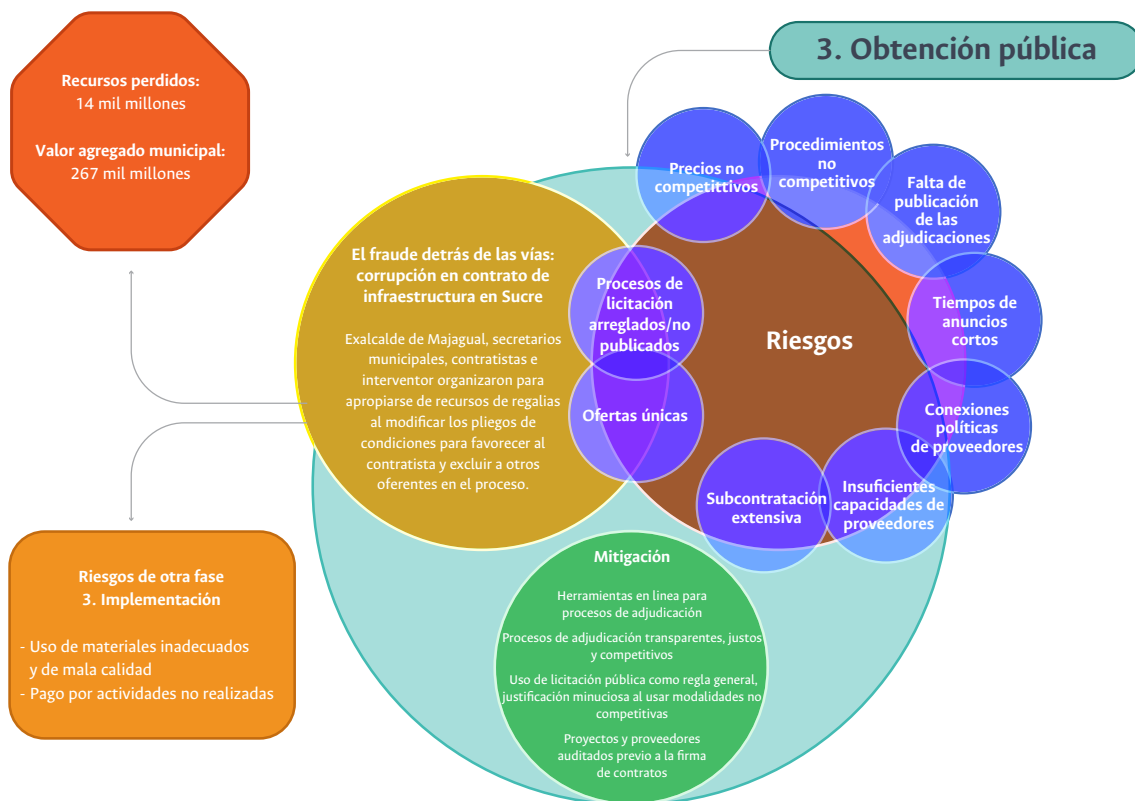 3. Obtención pública
Recursos perdidos:
14 mil millones
Valor agregado municipal:
267 mil millones
El fraude detrás de las vías:
corrupción en contrato de
infraestructura en Sucre
Exalcalde de Majagual, secretarios
municipales, contratistas e
interventor organizaron para
apropiarse de recursos de regalias
al modificar los pliegos de
condiciones para favorecer al
contratista y excluir a otros
oferentes en el proceso.
Riesgos de otra fase
3. Implementación
- Uso de materiales inadecuados
y de mala calidad
- Pago por actividades no realizadas
Riesgos
Precios no
competittivos
Procedimientos
no
competitivos
Falta de
publicación
de las
adjudicaciones
Tiempos de
anuncios
cortos
Conexiones
políticas
de proveedores
Insuficientes
capacidades de
proveedores
Subcontratación
extensiva
Ofertas únicas
Procesos de
licitación
arreglados/no
publicados
Mitigación
Herramientas en linea para
procesos de adjudicación
Procesos de adjudicación transparentes, justos
y competitivos
Uso de licitación pública como regla general,
justificación minuciosa al usar modalidades no
competitivas
Proyectos y proveedores
auditados previo a la firma
de contratos